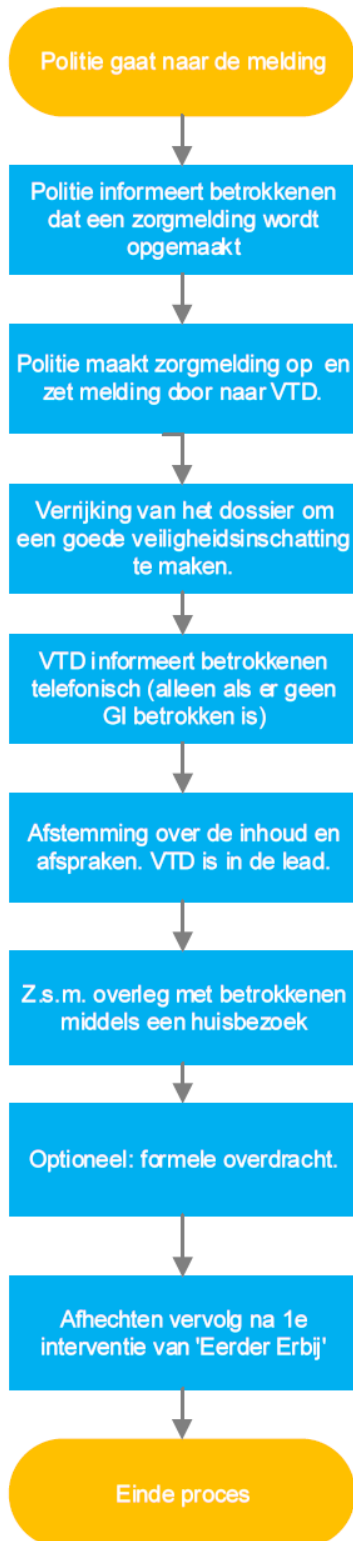 Politie gaat naar de melding
Politie informeert betrokkenen
dat een zorgmelding wordt
opgemaakt
Politie maakt zorgmelding op en
zet melding door naar VTD.
Verrijking van het dossier om
een goede veiligheidsinschatting
te maken.
VTD informeert betrokkenen
telefonisch (alleen als er geen
GI betrokken is)
Afstemming over de inhoud en
afspraken. VTD is in de lead.
Z.s.m. overleg met betrokkenen
middels een huisbezoek
Optioneel: formele overdracht.
Afhechten vervolg na 1e
interventie van 'Eerder Erbij'
Einde proces